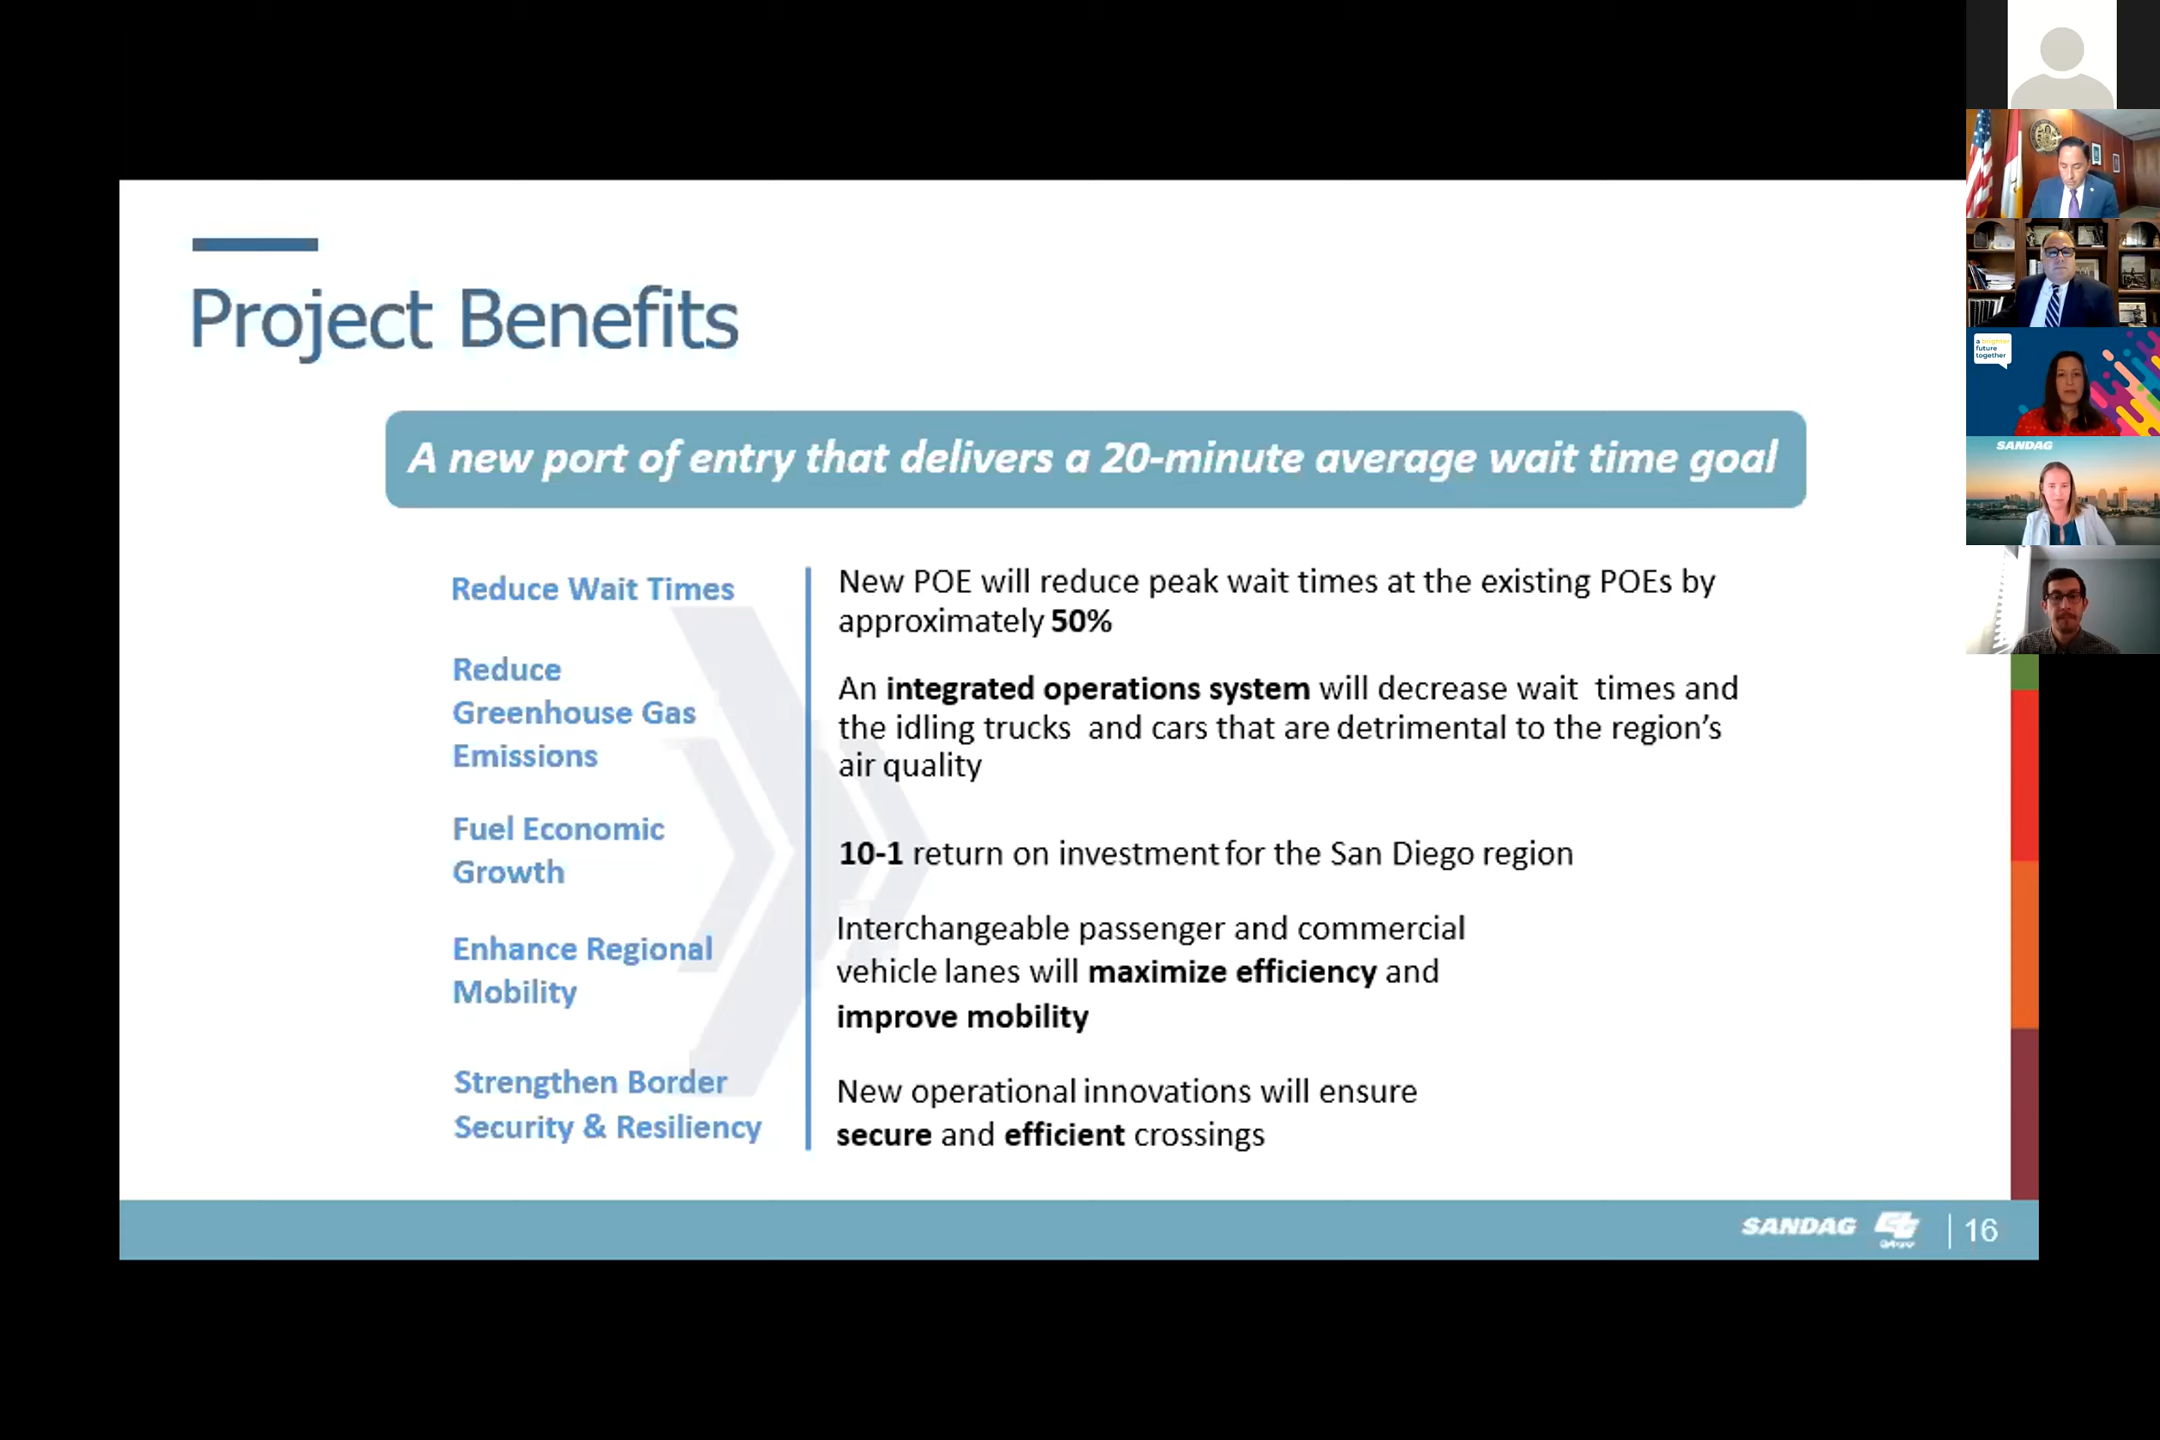 Project Benefits
A new port of entry that delivers a 20-minute average wait time goal
Reduce Wait Times
New POE will reduce peak wait times at the existing POEs by
approximately 50%
Reduce
Greenhouse Gas
Emissions
An integrated operations system will decrease wait times and
the idling trucks and cars that are detrimental to the region's
air quality
Fuel Economic
Growth
10-1 return on investment for the San Diego region
Enhance Regional
Mobility
Interchangeable passenger and commercial
vehicle lanes will maximize efficiency and
improve mobility
Strengthen Border
Security & Resiliency
New operational innovations will ensure
secure and efficient crossings
SANDAG
16
a brighter
future
together
SANDAG